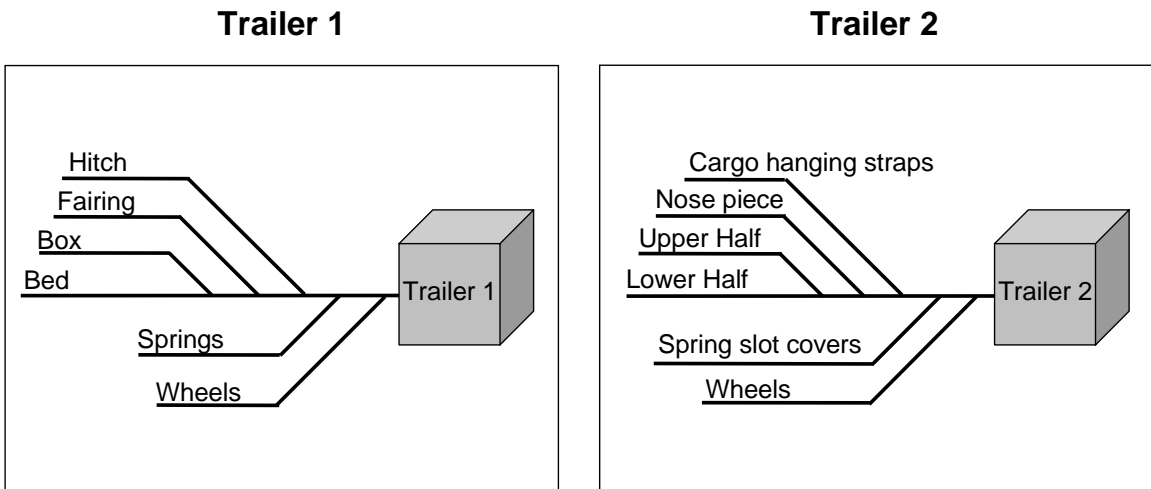 Trailer 1
Hitch
Fairing
Box
Bed
Trailer 1
Springs
Wheels
Trailer 2
Cargo hanging straps
Nose piece
Upper Half
Lower Half
Trailer 2
Spring slot covers
Wheels